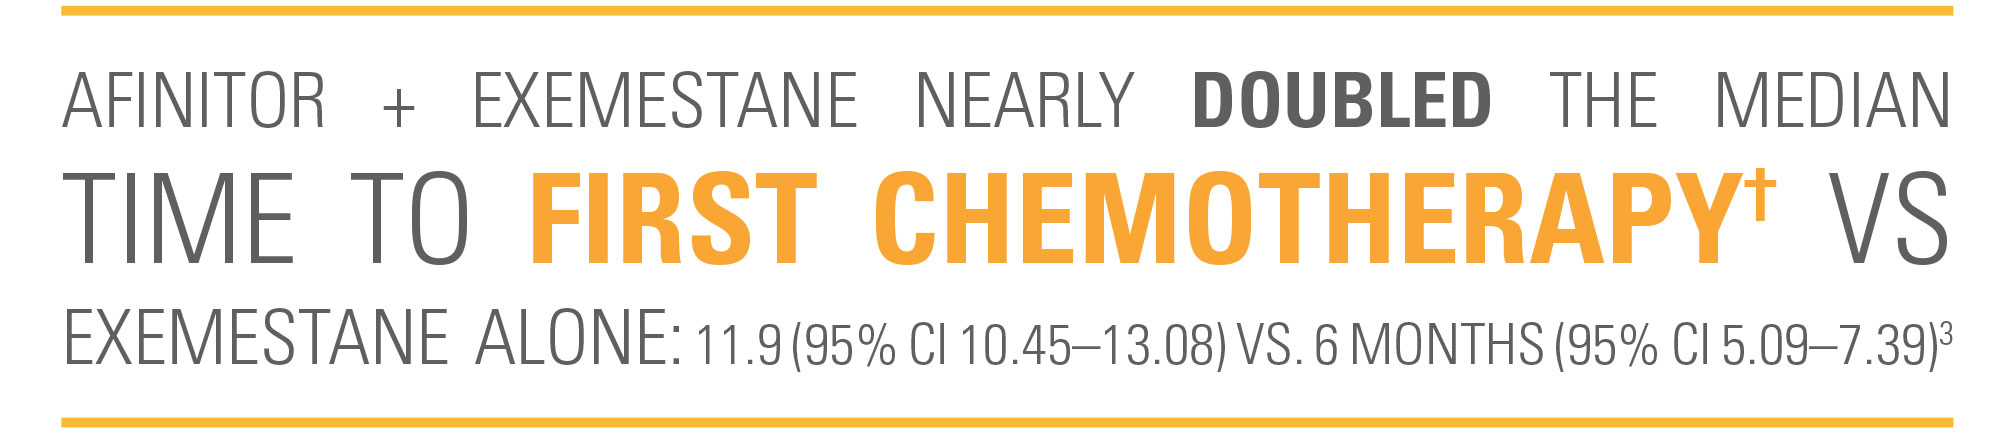 AFINITOR + EXEMESTANE NEARLY DOUBLED THE MEDIAN
TIME TO FIRST CHEMOTHERAPY† VS
EXEMESTANE ALONE: 11.9 (95% CI 10.45–13.08) VS. 6 MONTHS (95% CI 5.09–7.39)³